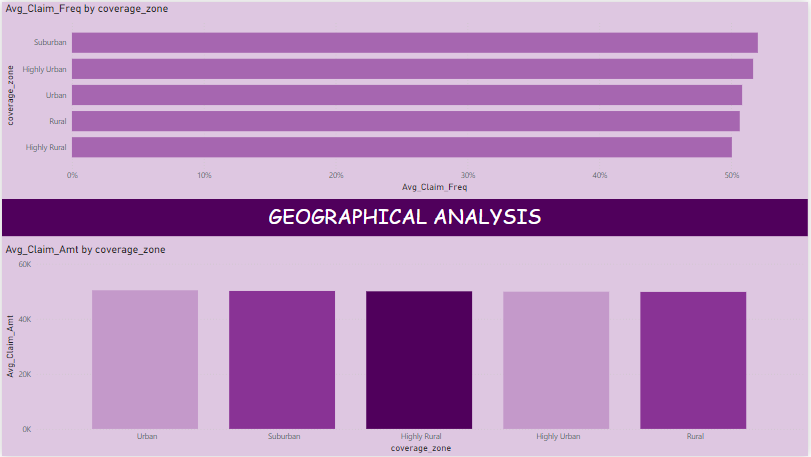 Avg_Claim_Freq by coverage_zone
coverage_zone
Suburban
Highly Urban
Urban
Rural
Highly Rural
0% 10% 20% 30% 40% 50%
Avg_Claim_Freq
GEOGRAPHICAL ANALYSIS
Avg_Claim_Amt by coverage_zone
Avg_Claim_Amt
60K
40K
20K
0K
Urban Suburban Highly Rural Highly Urban Rural
coverage_zone